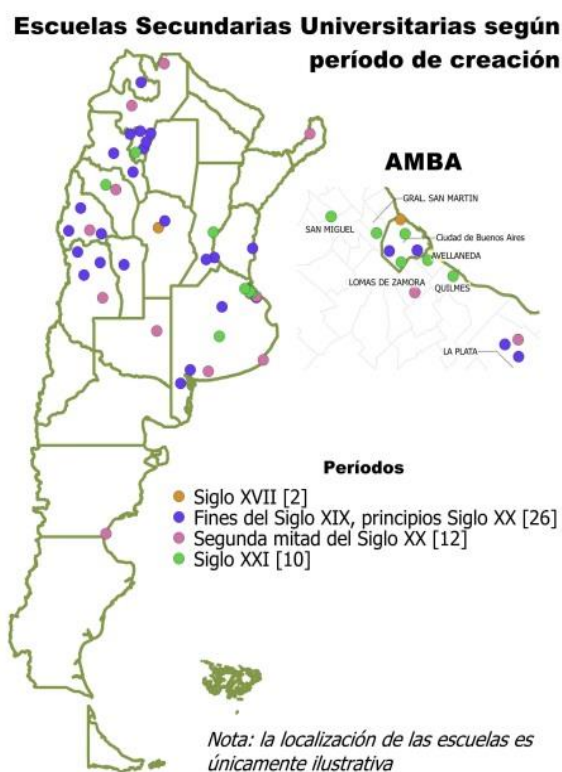 Escuelas Secundarias Universitarias según
período de creación
AMBA
GRAL. SAN MARTIN
SAN MIGUEL
Ciudad de Buenos Aires
AVELLANEDA
LOMAS DE ZAMORA
QUILMES
LA PLATA
Períodos
Siglo XVII [2]
Fines del Siglo XIX, principios Siglo XX [26]
Segunda mitad del Siglo XX [12]
Siglo XXI [10]
Nota: la localización de las escuelas es
únicamente ilustrativa